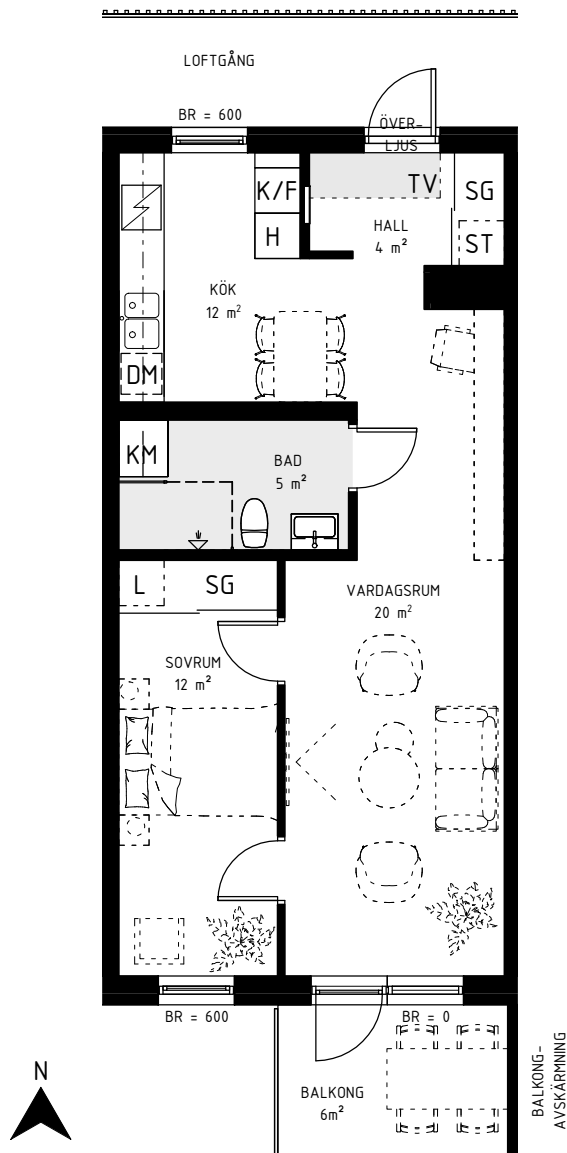 LOFTGÅNG
BR = 600
ÖVER-
LJUS
K/F
TV
SG
H
HALL
4 m²
ST
KÖK
12 m²
DM
KM
BAD
5 m²
L
SG
VARDAGSRUM
20 m²
SOVRUM
12 m²
BR = 600
BR = 0
BALKONG
6m²
BALKONG-
AVSKÄRMNING
N